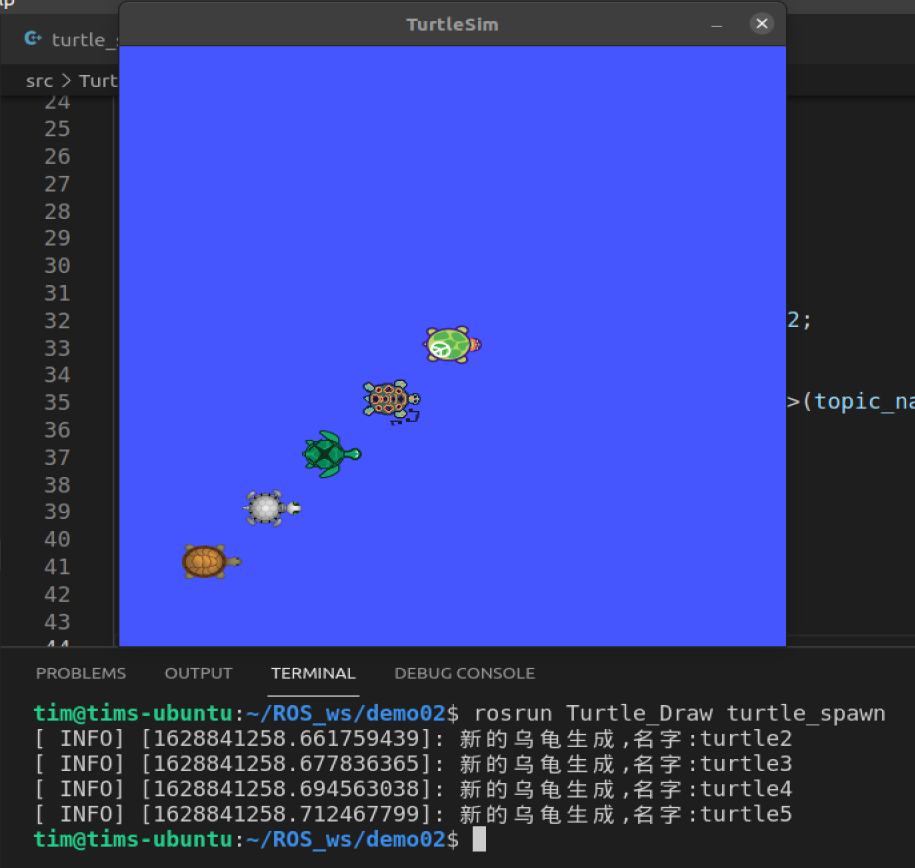 lp
TurtleSim
turtle_s
src > Turt
24
25
26
27
28
29
30
31
32
2;
33
34
35
>(topic_na
36
37
38
39
40
41
42
43
44
PROBLEMS OUTPUT TERMINAL DEBUG CONSOLE
tim@tims-ubuntu:~/ROS_ws/demo02$ rosrun Turtle_Draw turtle_spawn
[ INFO] [1628841258.661759439]: 新的乌龟生成,名字:turtle2
[ INFO] [1628841258.677836365]: 新的乌龟生成,名字:turtle3
[ INFO] [1628841258.694563038]: 新的乌龟生成,名字:turtle4
[ INFO] [1628841258.712467799]: 新的乌龟生成,名字:turtle5
tim@tims-ubuntu:~/ROS_ws/demo02$